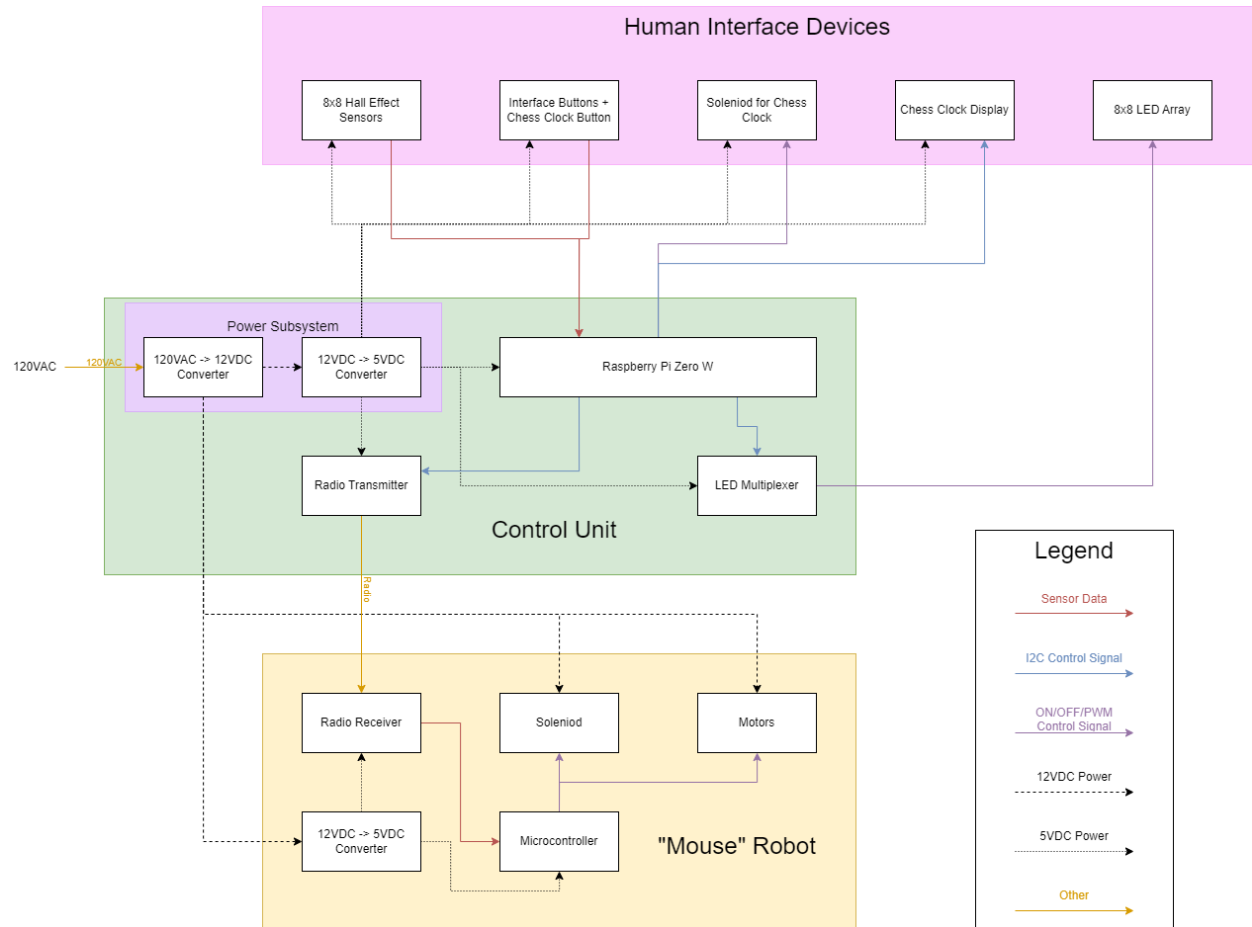 Human Interface Devices
8x8 Hall Effect
Sensors
Interface Buttons +
Chess Clock Button
Soleniod for Chess
Clock
Chess Clock Display
8x8 LED Array
Power Subsystem
120VAC
120VAC
120VAC -> 12VDC
Converter
12VDC -> 5VDC
Converter
Raspberry Pi Zero W
Radio Transmitter
LED Multiplexer
Control Unit
Radio
Radio Receiver
Soleniod
Motors
12VDC -> 5VDC
Converter
Microcontroller
"Mouse" Robot
Legend
Sensor Data
I2C Control Signal
ON/OFF/PWM
Control Signal
12VDC Power
5VDC Power
Other